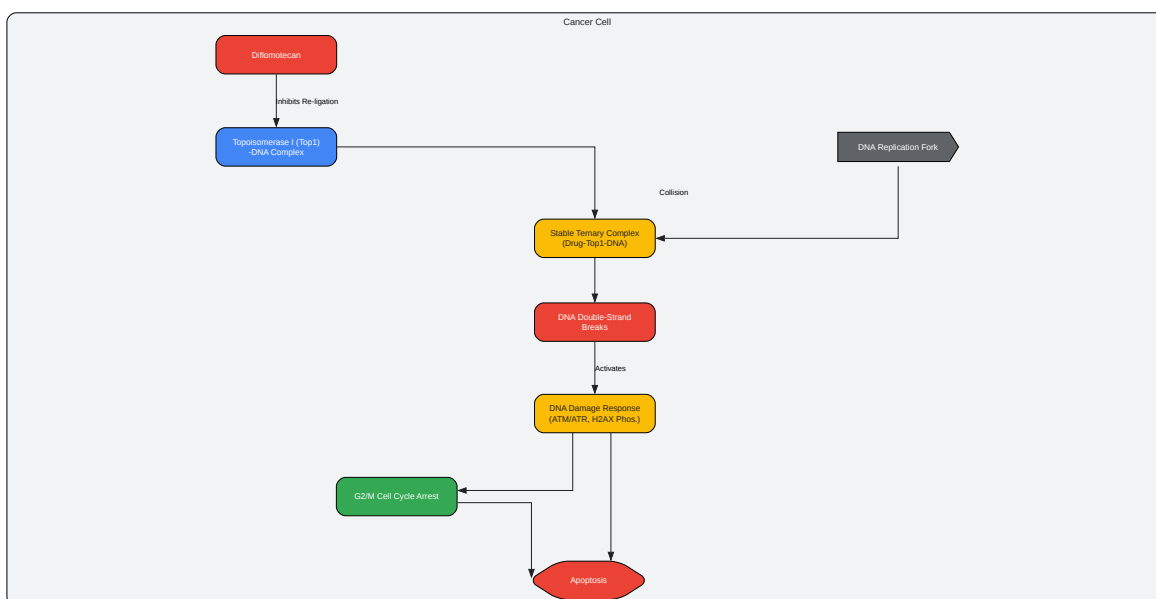 Cancer Cell
Diflomotecan
Inhibits Re-ligation
Topoisomerase I (Top1)
-DNA Complex
DNA Replication Fork
Collision
Stable Ternary Complex
(Drug-Top1-DNA)
DNA Double-Strand
Breaks
Activates
DNA Damage Response
(ATM/ATR, H2AX Phos.)
G2/M Cell Cycle Arrest
Apoptosis